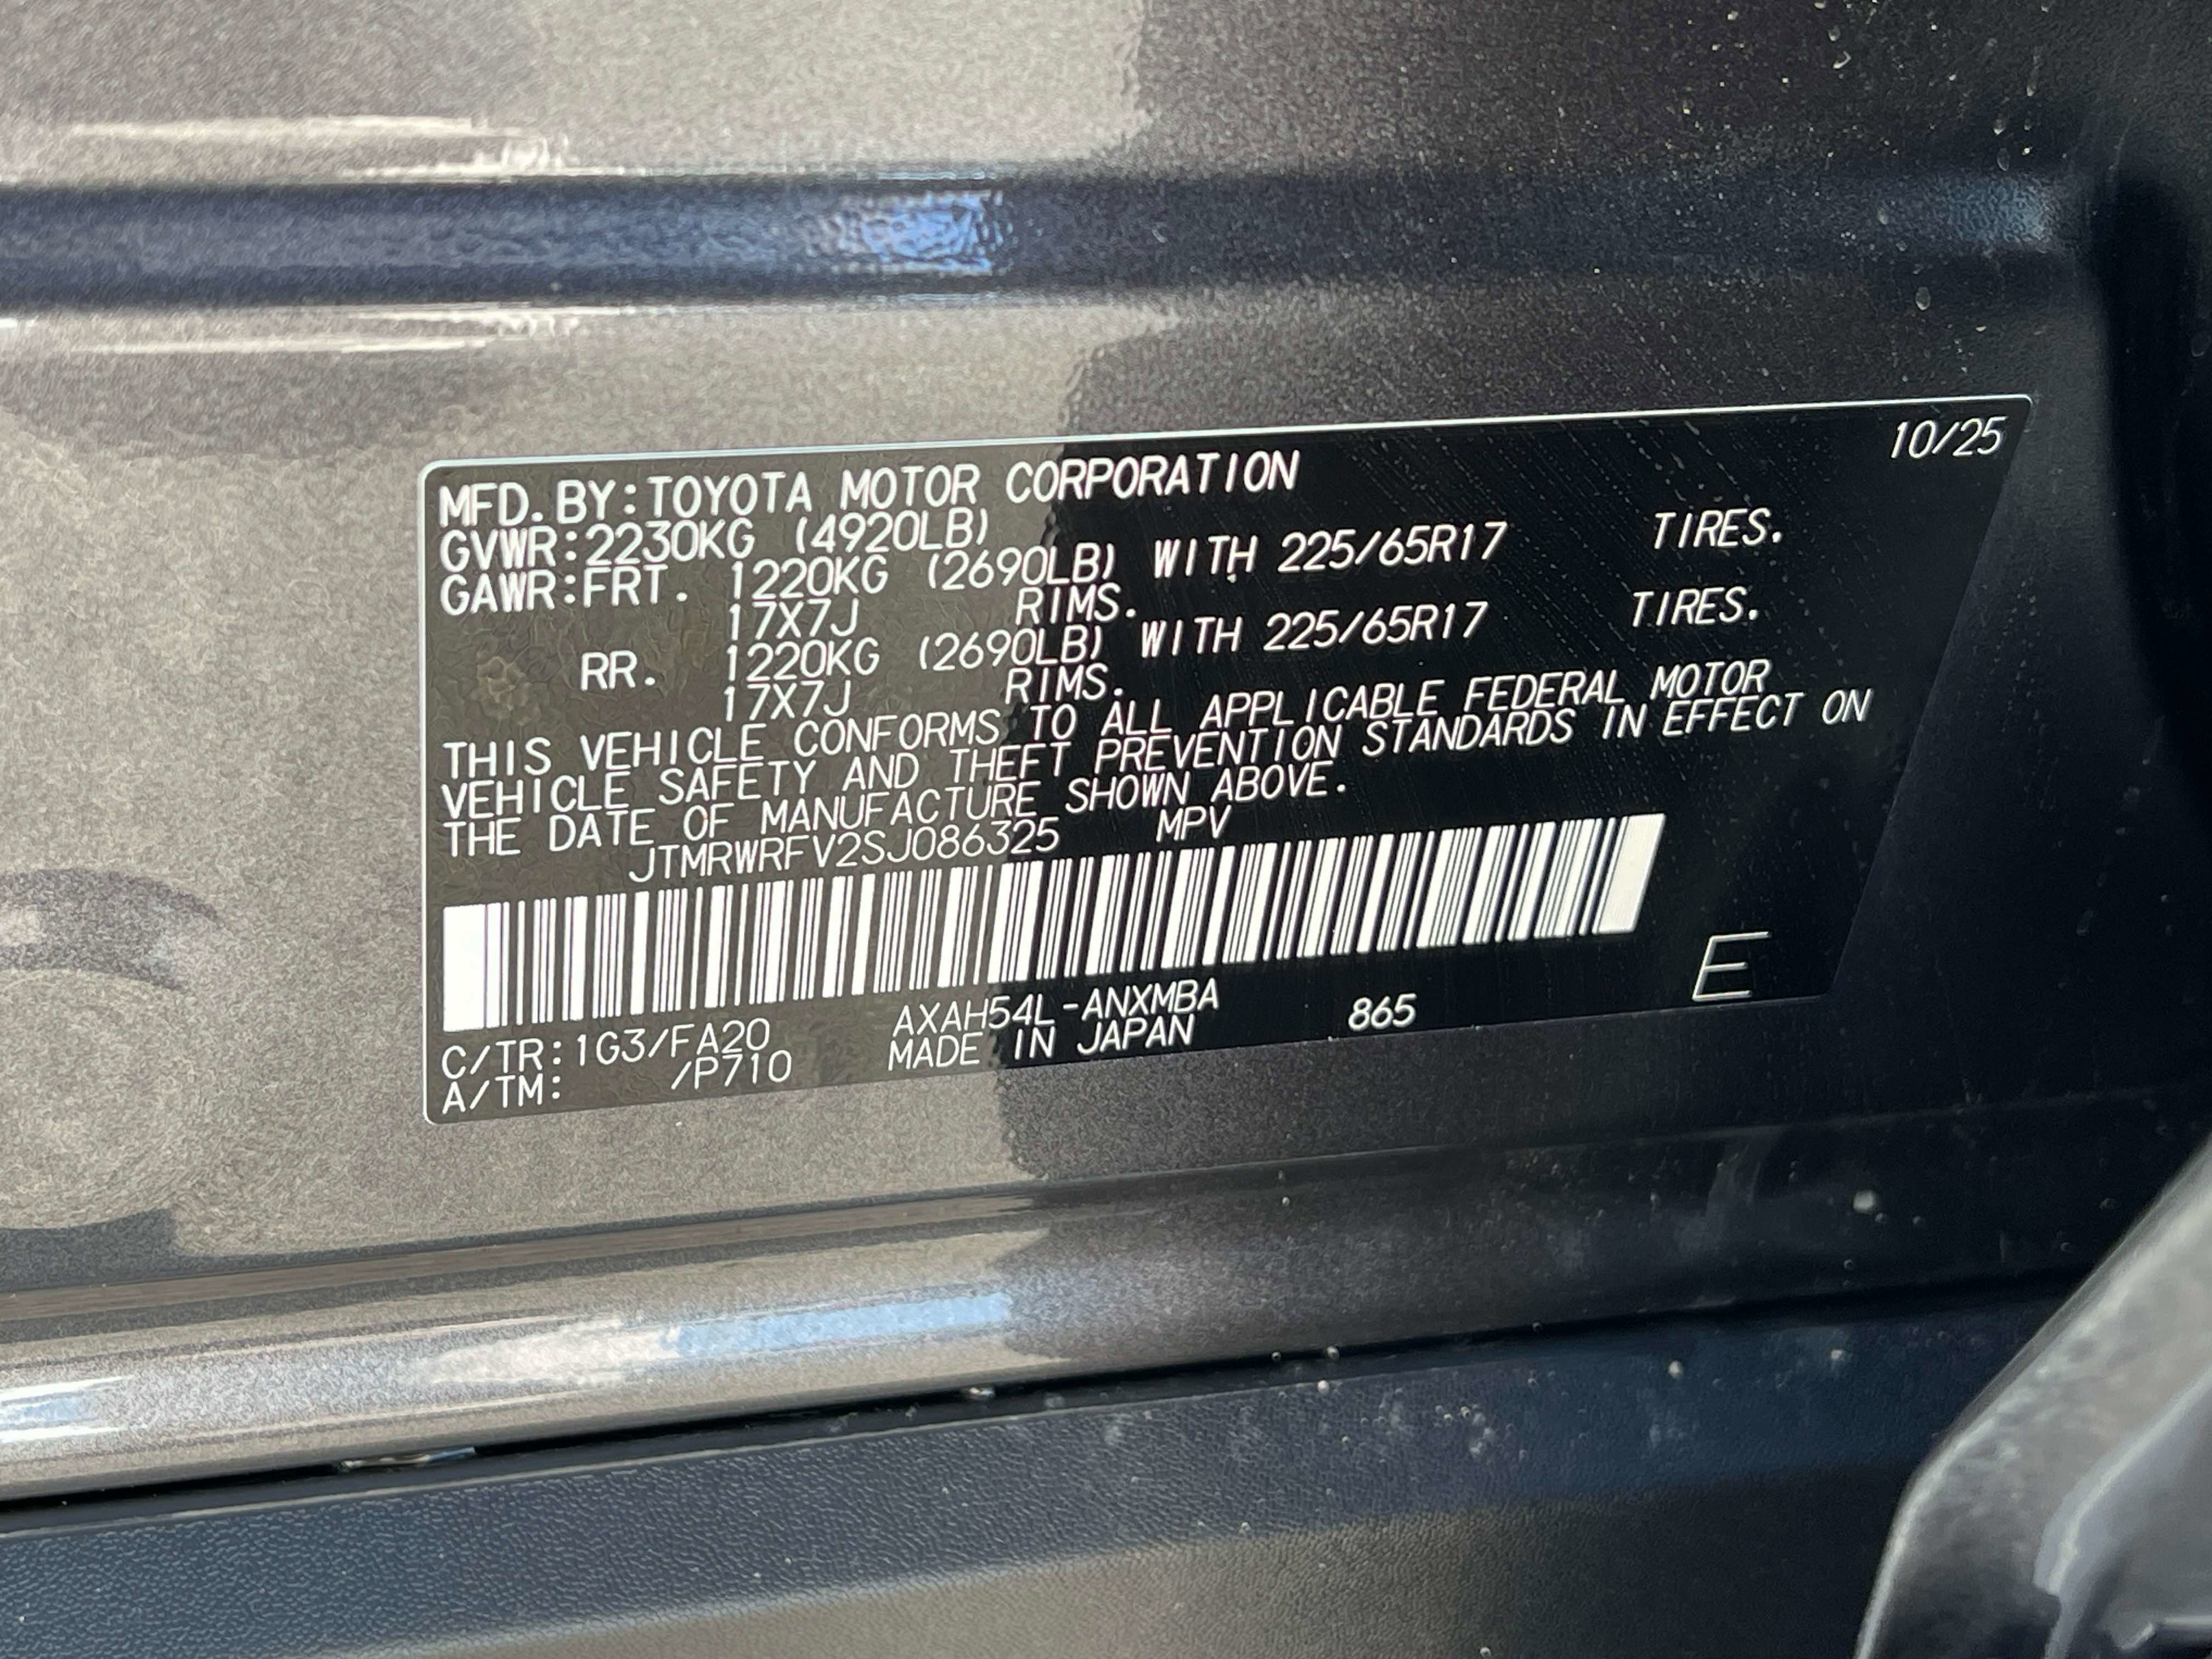 10/25
MFD. BY:TOYOTA MOTOR CORPORATION
GVWR:2230KG (4920LB)
GAWR:FRT. 1220KG (2690LB) WITH 225/65R17 TIRES.
17X7J RIMS.
RR. 1220KG (2690LB) WITH 225/65R17 TIRES.
17X7J RIMS.
THIS VEHICLE CONFORMS TO ALL APPLICABLE FEDERAL MOTOR
VEHICLE SAFETY AND THEFT PREVENTION STANDARDS IN EFFECT ON
THE DATE OF MANUFACTURE SHOWN ABOVE.
JTMRWRFV2SJ086325 MPV
E
C/TR:1G3/FA20 AXAH54L-ANXMBA 865
A/TM: /P710 MADE IN JAPAN